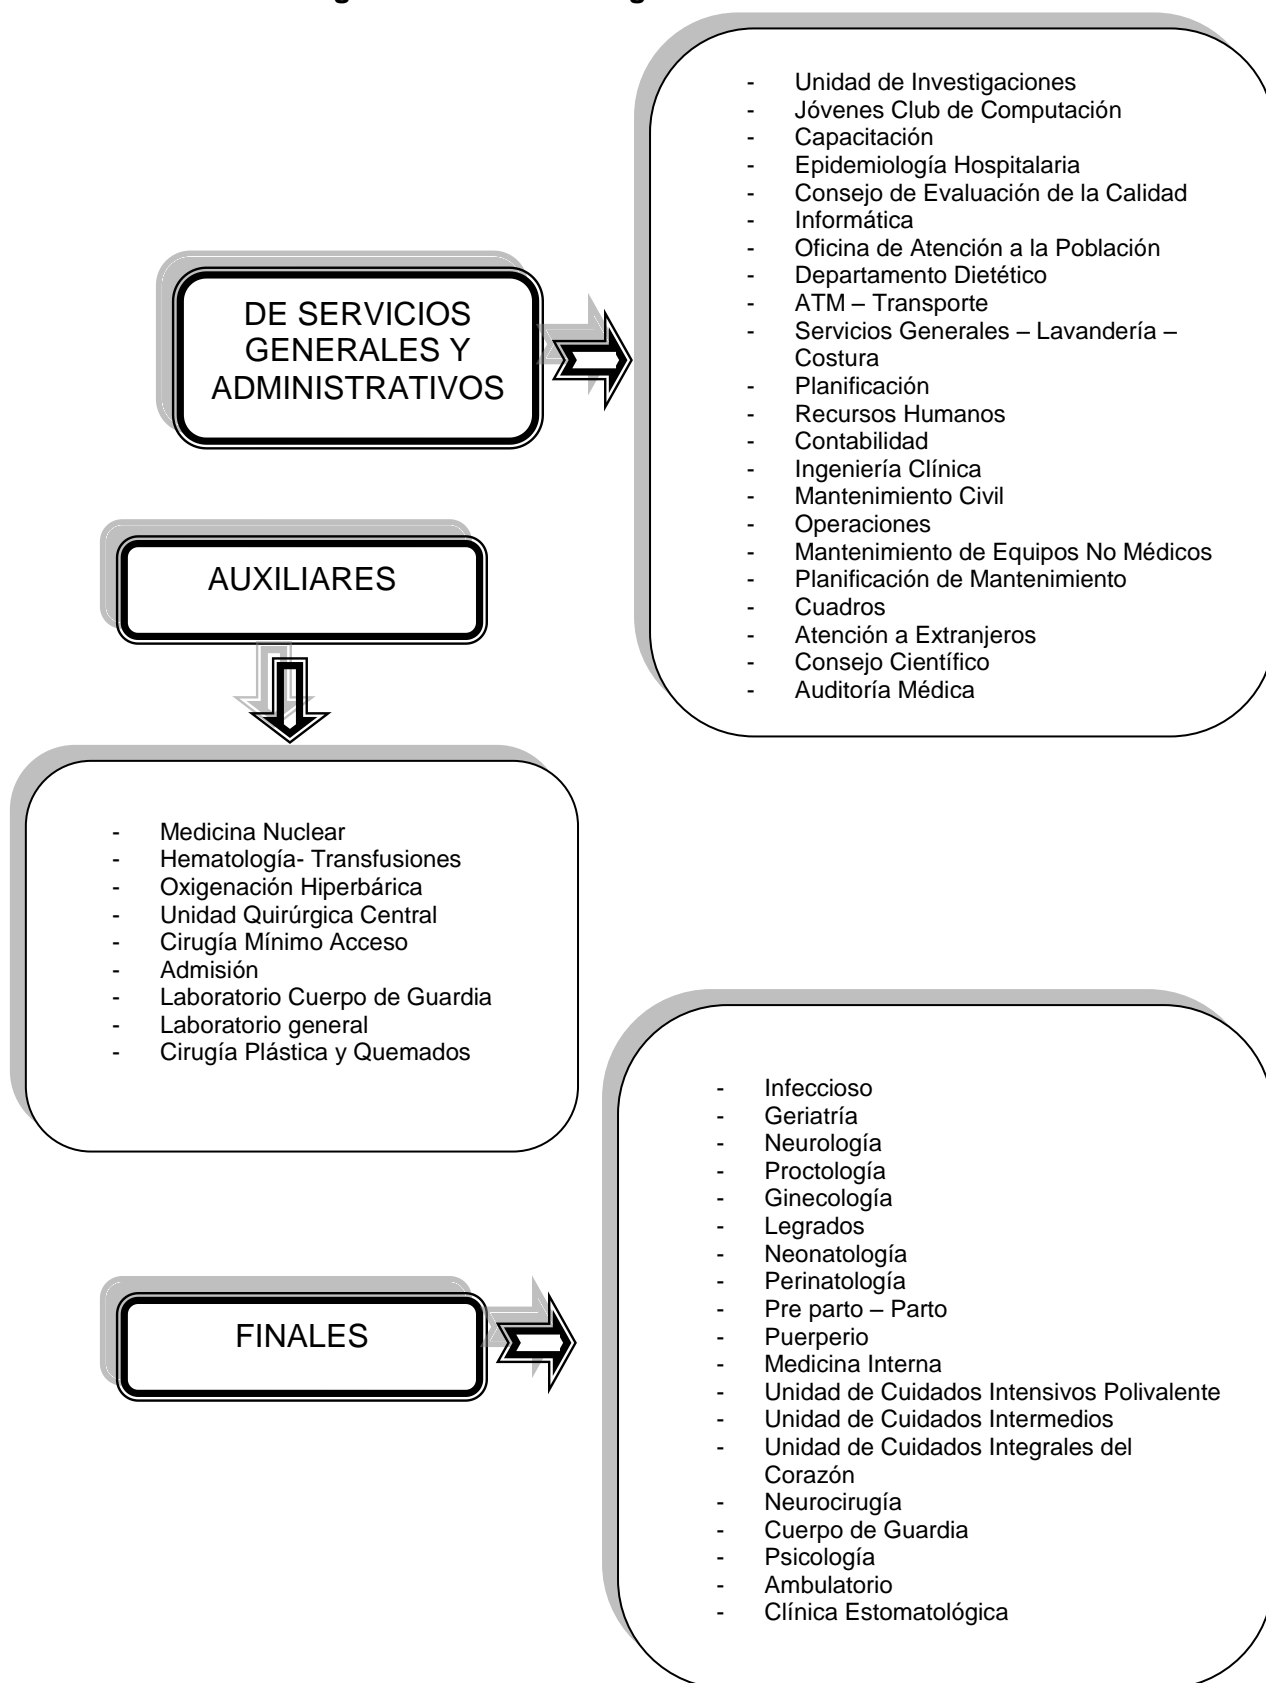 DE SERVICIOS
GENERALES Y
ADMINISTRATIVOS
- Unidad de Investigaciones
- Jóvenes Club de Computación
- Capacitación
- Epidemiología Hospitalaria
- Consejo de Evaluación de la Calidad
- Informática
- Oficina de Atención a la Población
- Departamento Dietético
- ATM – Transporte
- Servicios Generales – Lavandería –
Costura
- Planificación
- Recursos Humanos
- Contabilidad
- Ingeniería Clínica
- Mantenimiento Civil
- Operaciones
- Mantenimiento de Equipos No Médicos
- Planificación de Mantenimiento
- Cuadros
- Atención a Extranjeros
- Consejo Científico
- Auditoría Médica
AUXILIARES
- Medicina Nuclear
- Hematología- Transfusiones
- Oxigenación Hiperbárica
- Unidad Quirúrgica Central
- Cirugía Mínimo Acceso
- Admisión
- Laboratorio Cuerpo de Guardia
- Laboratorio general
- Cirugía Plástica y Quemados
FINALES
- Infeccioso
- Geriatría
- Neurología
- Proctología
- Ginecología
- Legrados
- Neonatología
- Perinatología
- Pre parto – Parto
- Puerperio
- Medicina Interna
- Unidad de Cuidados Intensivos Polivalente
- Unidad de Cuidados Intermedios
- Unidad de Cuidados Integrales del
Corazón
- Neurocirugía
- Cuerpo de Guardia
- Psicología
- Ambulatorio
- Clínica Estomatológica